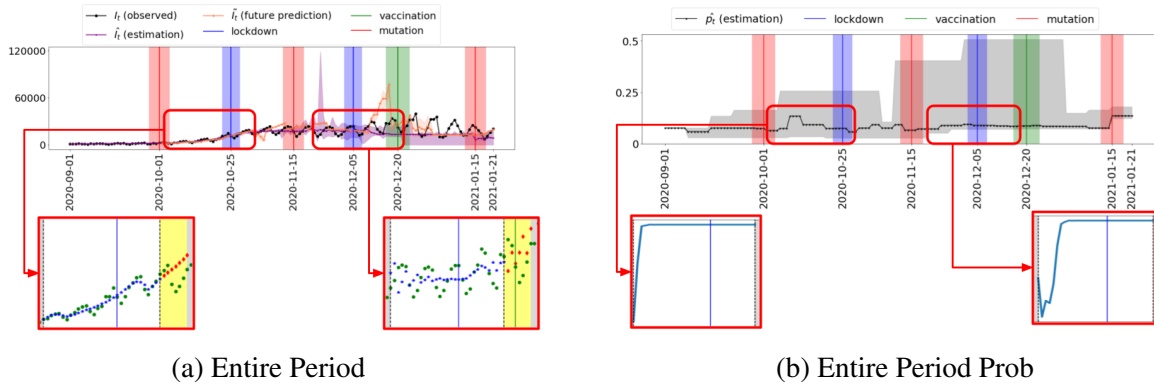 I_t (observed)
Ĩ_t (future prediction)
vaccination
Î_t (estimation)
lockdown
mutation
120000
60000
0
2020-09-01
2020-10-01
2020-10-25
2020-11-15
2020-12-05
2020-12-20
2021-01-15
2021-01-21
(a) Entire Period
p̂_t (estimation)
lockdown
vaccination
mutation
0.5
0.25
0
2020-09-01
2020-10-01
2020-10-25
2020-11-15
2020-12-05
2020-12-20
2021-01-15
2021-01-21
(b) Entire Period Prob